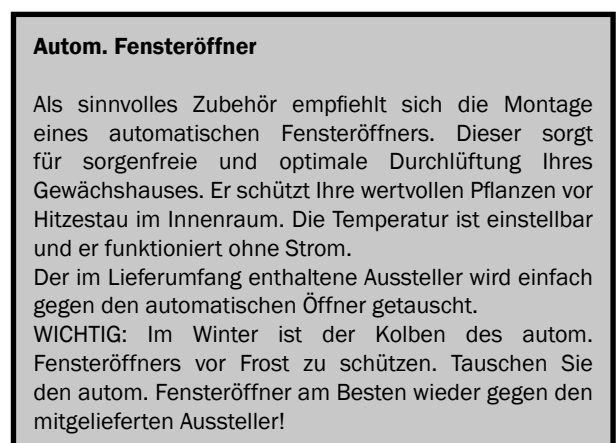 Autom. Fensteröffner
Als sinnvolles Zubehör empfiehlt sich die Montage
eines automatischen Fensteröffners. Dieser sorgt
für sorgenfreie und optimale Durchlüftung Ihres
Gewächshauses. Er schützt Ihre wertvollen Pflanzen vor
Hitzestau im Innenraum. Die Temperatur ist einstellbar
und er funktioniert ohne Strom.
Der im Lieferumfang enthaltene Aussteller wird einfach
gegen den automatischen Öffner getauscht.
WICHTIG: Im Winter ist der Kolben des autom.
Fensteröffners vor Frost zu schützen. Tauschen Sie
den autom. Fensteröffner am Besten wieder gegen den
mitgelieferten Aussteller!